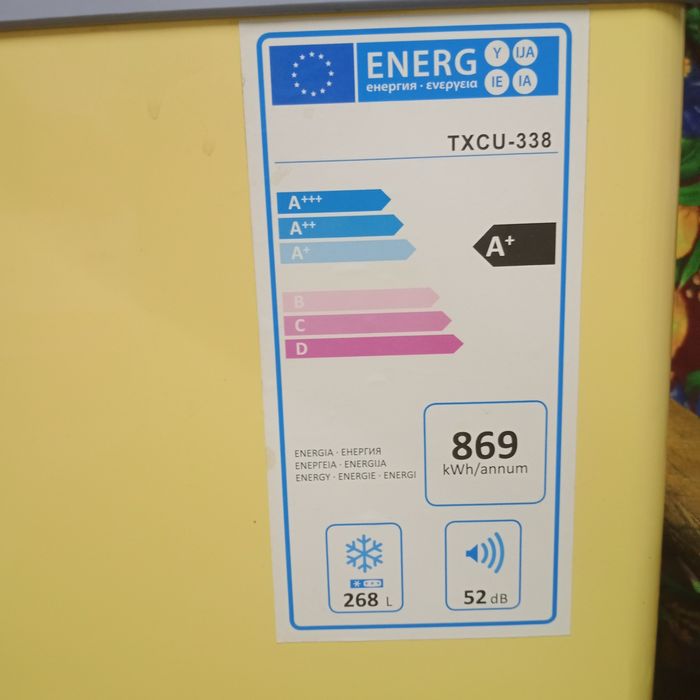 ENERG Y IJA
енергия · ενεργεια IE IA
TXCU-338
A+++
A++
A+
A+
B
C
D
869
kWh/annum
ENERGIA · ЕНЕРГИЯ
ΕΝΕΡΓΕΙΑ · ENERGIJA
ENERGY · ENERGIE · ENERGI
268 L
52 dB